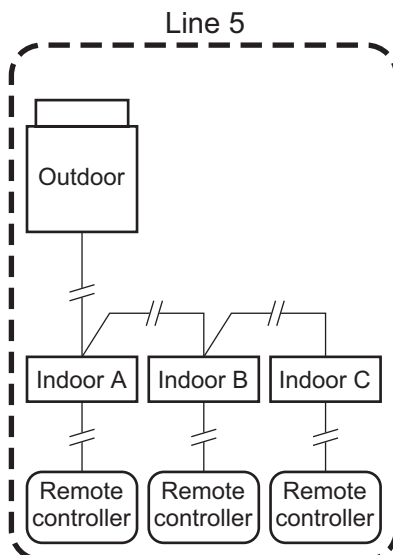 Line 5
Outdoor
Indoor A
Indoor B
Indoor C
Remote
controller
Remote
controller
Remote
controller